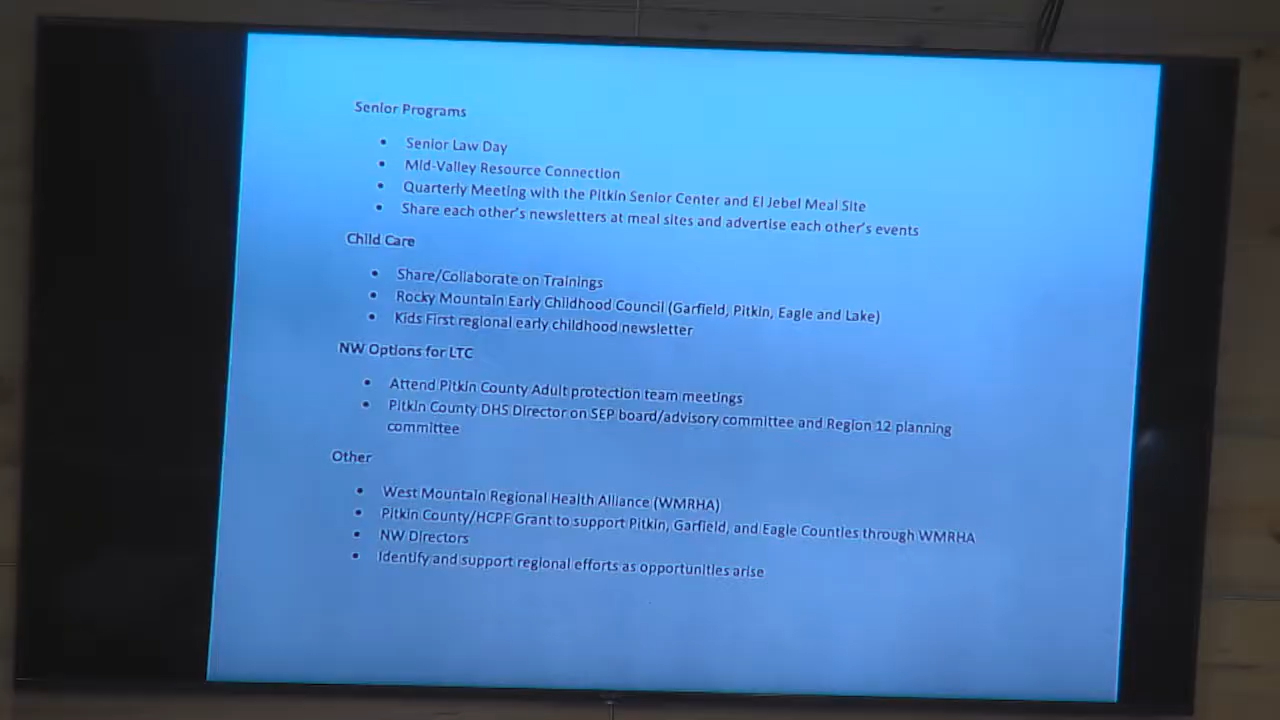 Senior Programs
• Senior Law Day
• Mid-Valley Resource Connection
• Quarterly Meeting with the Pitkin Senior Center and El Jebel Meal Site
• Share each other's newsletters at meal sites and advertise each other's events
Child Care
• Share/Collaborate on Trainings
• Rocky Mountain Early Childhood Council (Garfield, Pitkin, Eagle and Lake)
• Kids First regional early childhood newsletter
NW Options for LTC
• Attend Pitkin County Adult protection team meetings
• Pitkin County DHS Director on SEP board/advisory committee and Region 12 planning
committee
Other
• West Mountain Regional Health Alliance (WMRHA)
• Pitkin County/HCPF Grant to support Pitkin, Garfield, and Eagle Counties through WMRHA
• NW Directors
• Identify and support regional efforts as opportunities arise